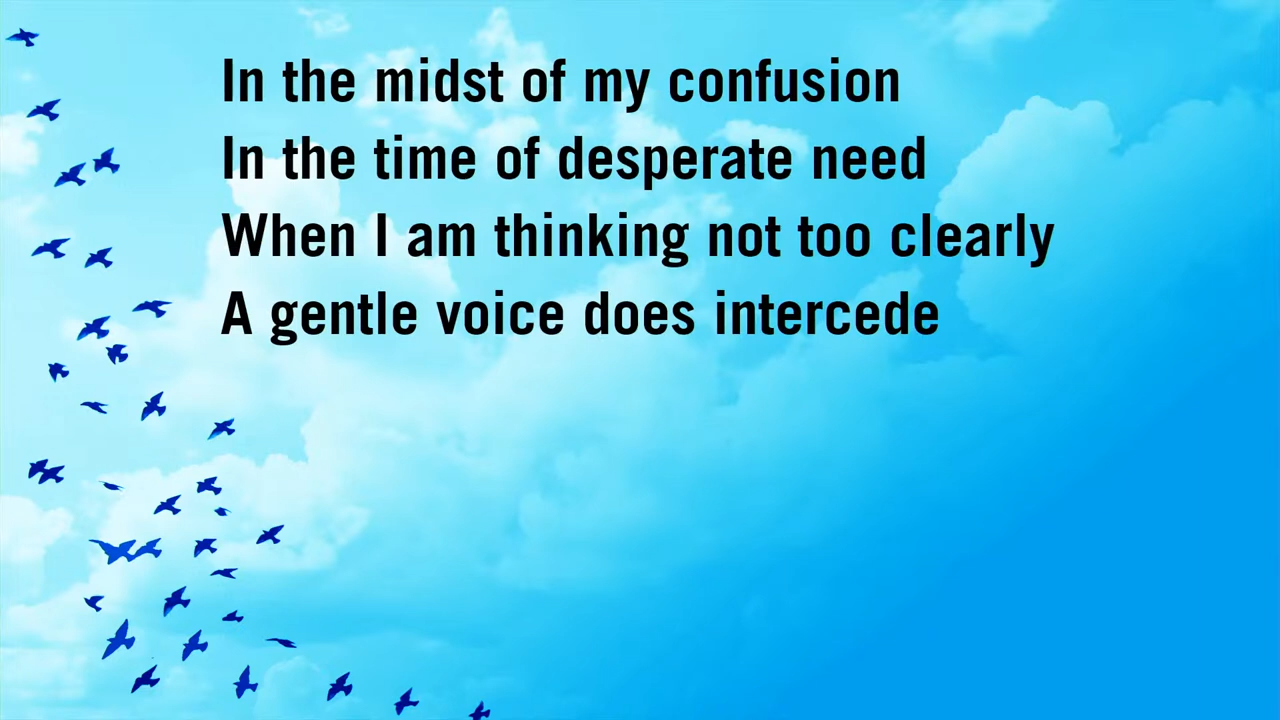 In the midst of my confusion
In the time of desperate need
When I am thinking not too clearly
A gentle voice does intercede